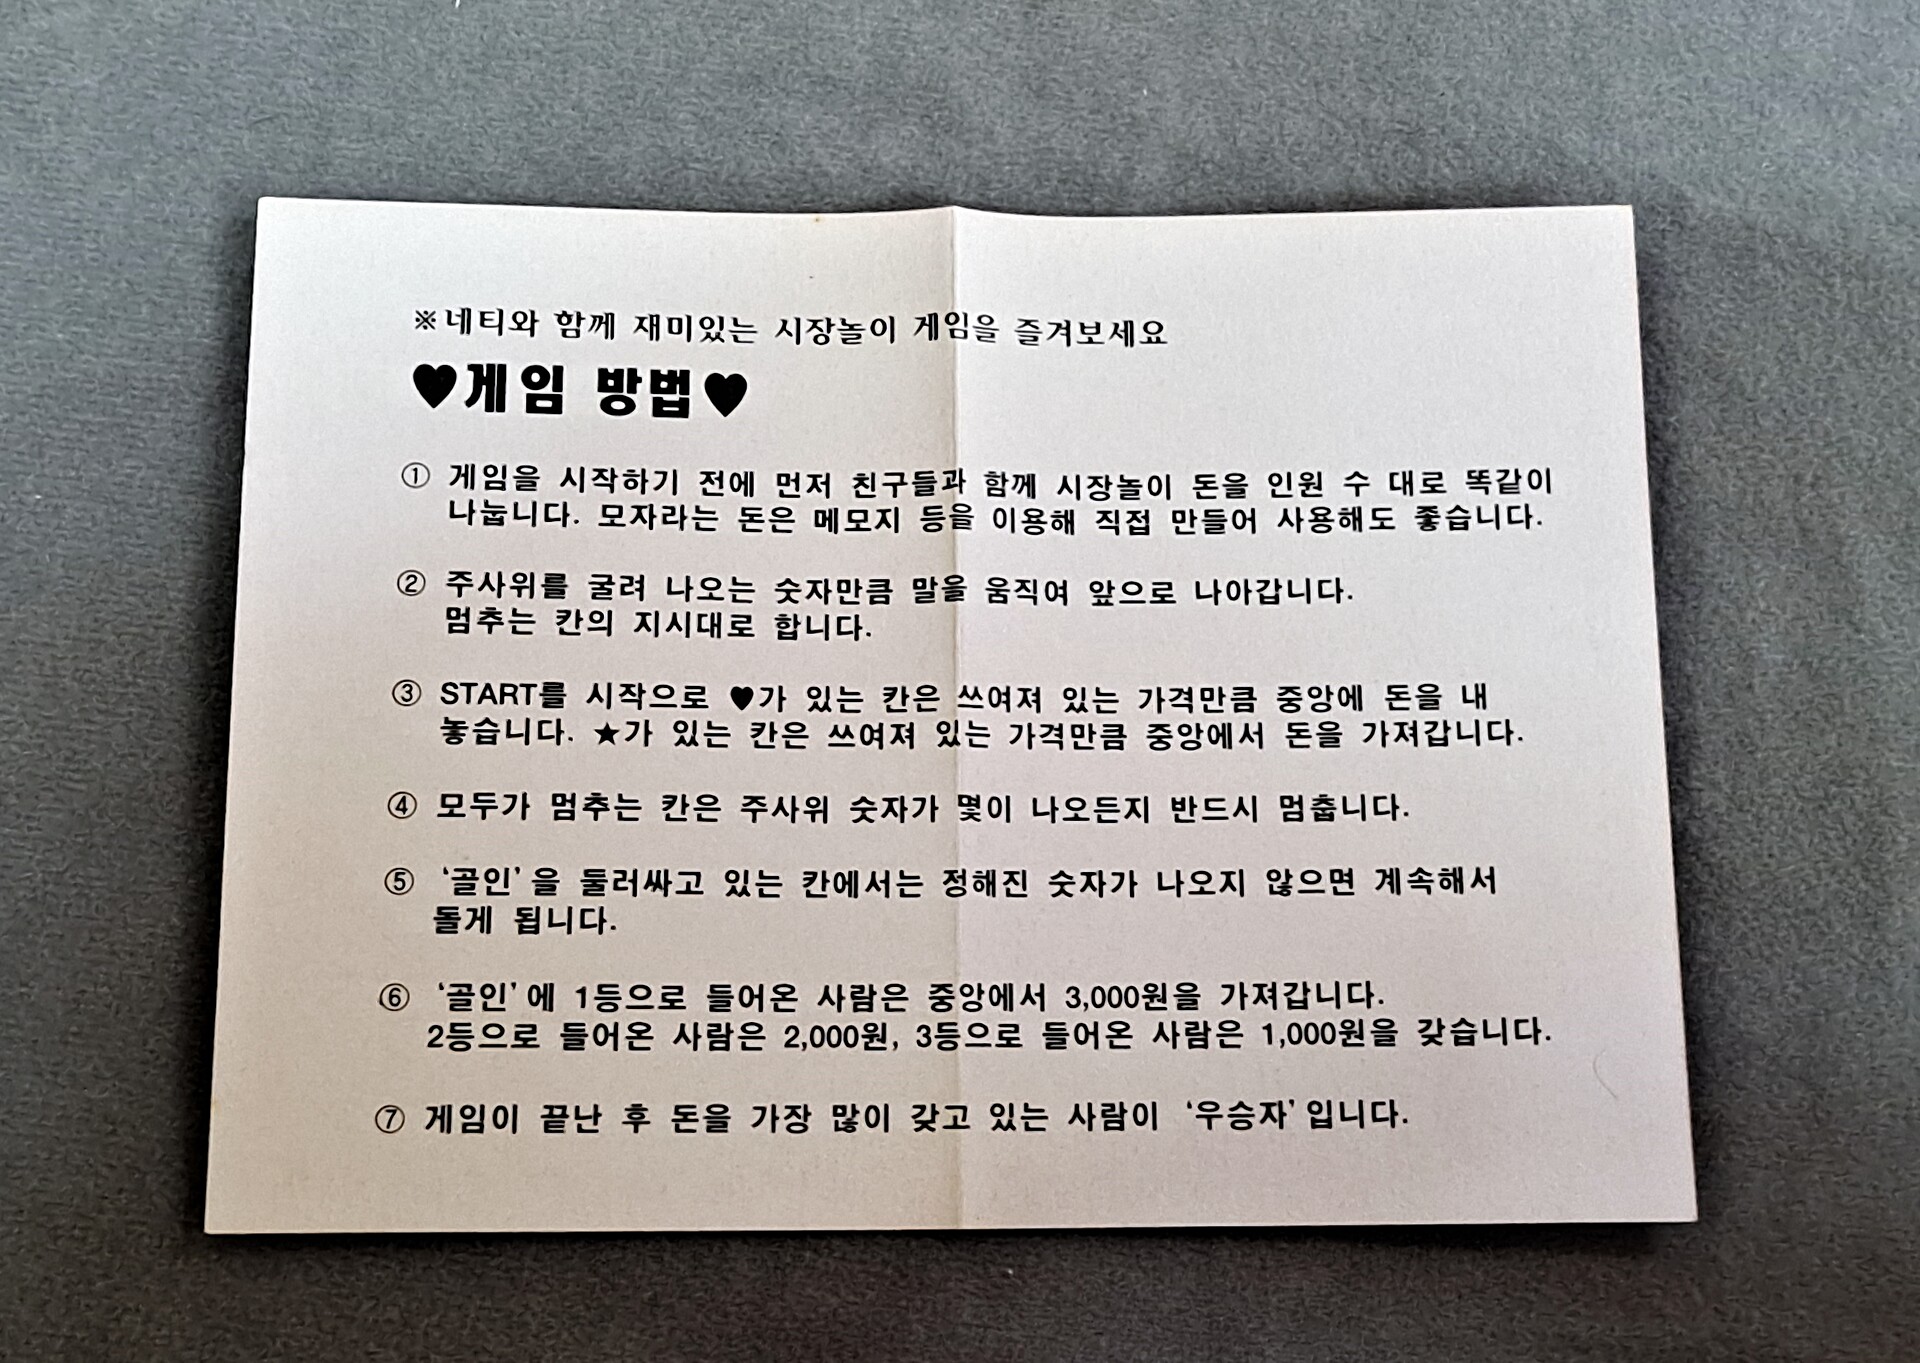 ※네티와 함께 재미있는 시장놀이 게임을 즐겨보세요
♥게임 방법♥
① 게임을 시작하기 전에 먼저 친구들과 함께 시장놀이 돈을 인원 수 대로 똑같이
나눕니다. 모자라는 돈은 메모지 등을 이용해 직접 만들어 사용해도 좋습니다.
② 주사위를 굴려 나오는 숫자만큼 말을 움직여 앞으로 나아갑니다.
멈추는 칸의 지시대로 합니다.
③ START를 시작으로 ♥가 있는 칸은 쓰여져 있는 가격만큼 중앙에 돈을 내
놓습니다. ★가 있는 칸은 쓰여져 있는 가격만큼 중앙에서 돈을 가져갑니다.
④ 모두가 멈추는 칸은 주사위 숫자가 몇이 나오든지 반드시 멈춥니다.
⑤ ‘골인’을 둘러싸고 있는 칸에서는 정해진 숫자가 나오지 않으면 계속해서
돌게 됩니다.
⑥ ‘골인’에 1등으로 들어온 사람은 중앙에서 3,000원을 가져갑니다.
2등으로 들어온 사람은 2,000원, 3등으로 들어온 사람은 1,000원을 갖습니다.
⑦ 게임이 끝난 후 돈을 가장 많이 갖고 있는 사람이 ‘우승자’입니다.